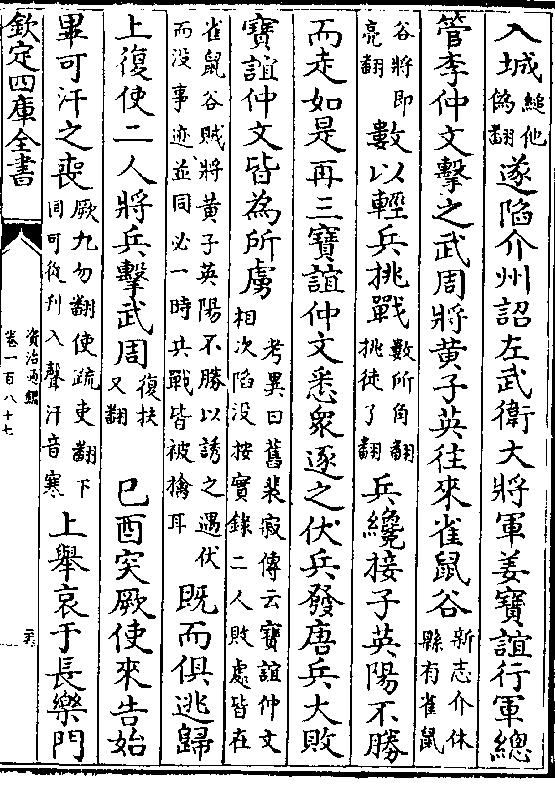 入城縋他偽翻遂陷介州詔左武衛大將軍姜寶誼行軍總
管李仲文擊之武周將黃子英往來雀鼠谷新志介休縣有雀鼠
谷將即亮翻數以輕兵挑戰數所角翻挑徒了翻兵纔接子英陽不勝
而走如是再三寶誼仲文悉衆逐之伏兵發唐兵大敗
寶誼仲文皆為所虜考異曰舊裴寂傳云寶誼仲文相次陷没按實録二人敗處皆在
雀鼠谷賊將黃子英陽不勝以誘之遇伏而没事迹並同必一時共戰皆被擒耳既而俱逃歸
上復使二人將兵擊武周復扶又翻已酉突厥使來告始
畢可汗之喪厥九勿翻使疏吏翻下同可從刋入聲汗音寒上舉哀于長樂門
欽定四庫全書
資治通鑑
卷一百八十七